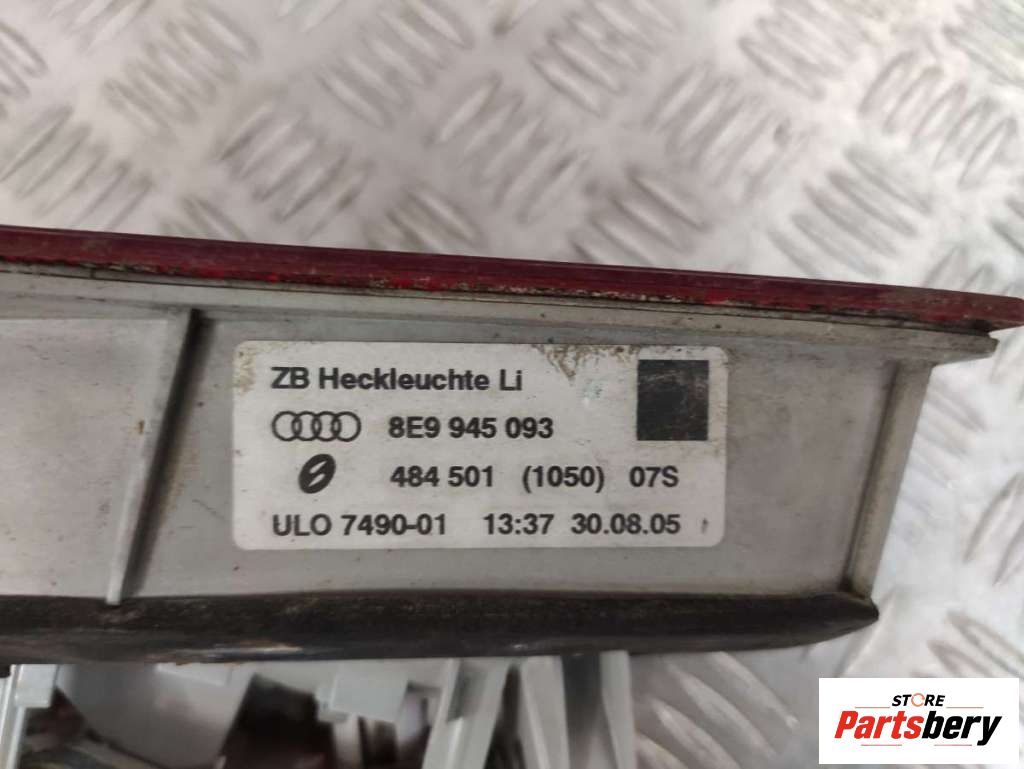 ZB Heckleuchte Li
8E9 945 093
484 501 (1050) 07S
ULO 7490-01 13:37 30.08.05
STORE
Partsbery